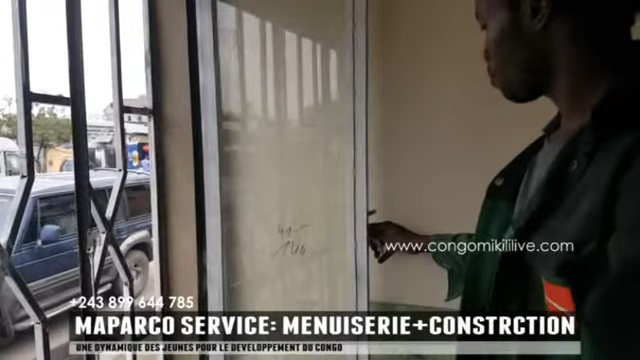 www.congomikililive.com
+243 899 644 785
MAPARCO SERVICE: MENUISERIE+CONSTRCTION
UNE DYNAMIQUE DES JEUNES POUR LE DEVELOPPEMENT DU CONGO